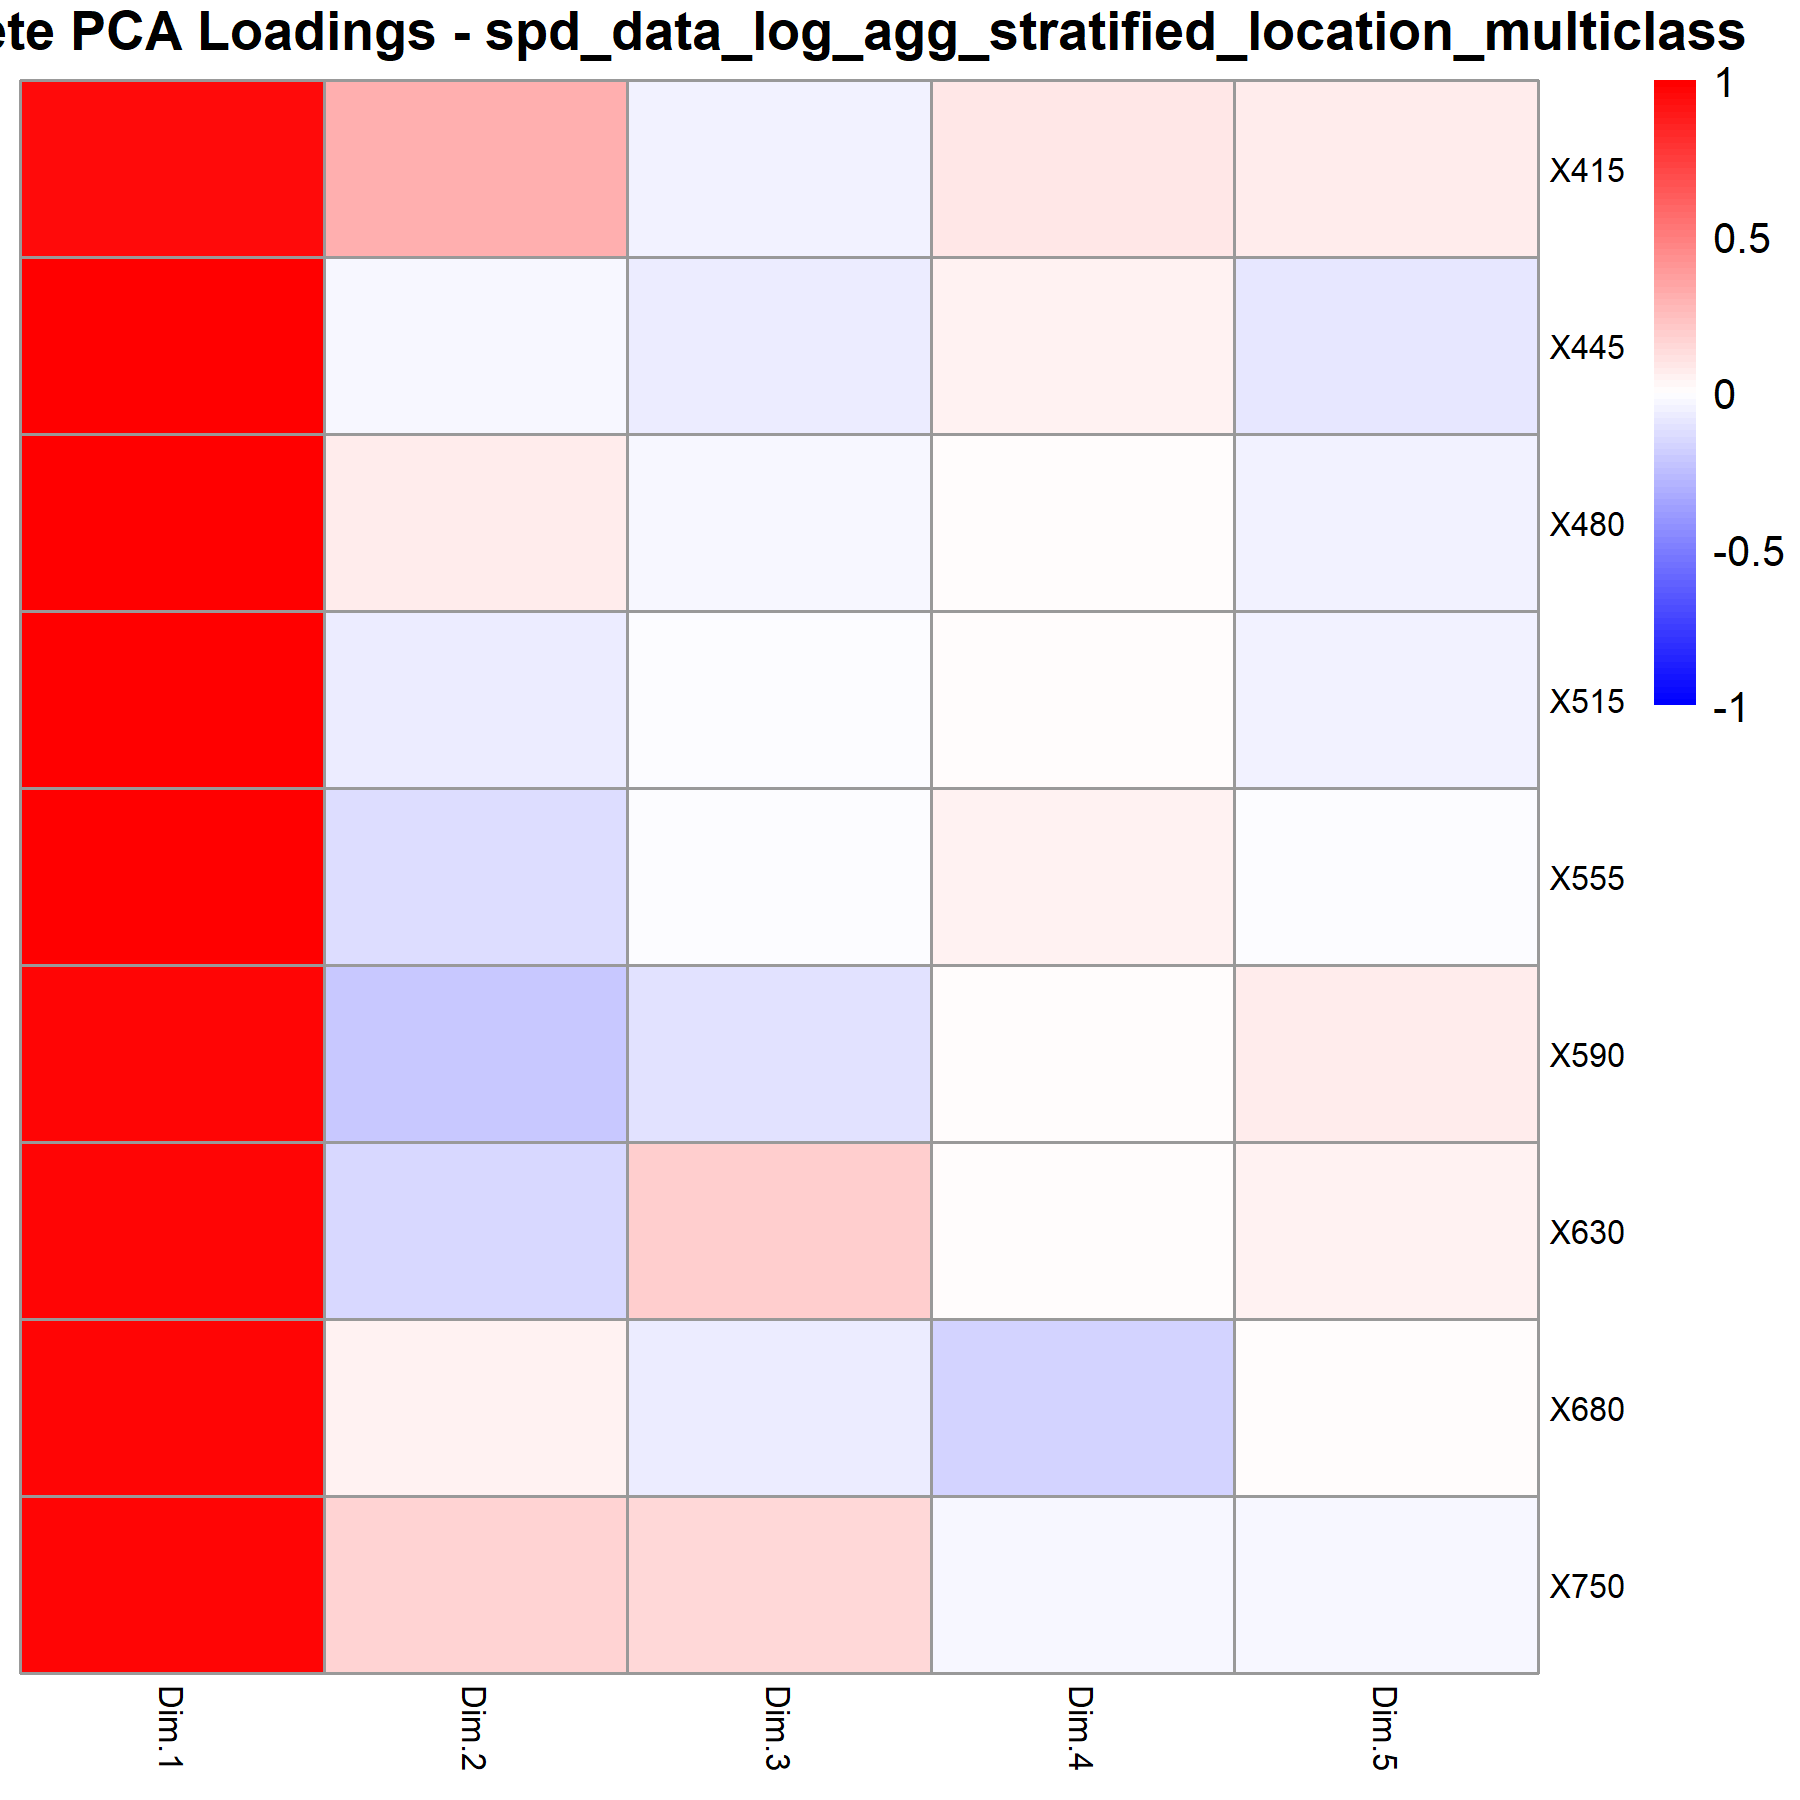 PCA Loadings - spd_data_log_agg_stratified_location_multiclass
1
0.5
0
-0.5
-1
X415
X445
X480
X515
X555
X590
X630
X680
X750
Dim.1
Dim.2
Dim.3
Dim.4
Dim.5